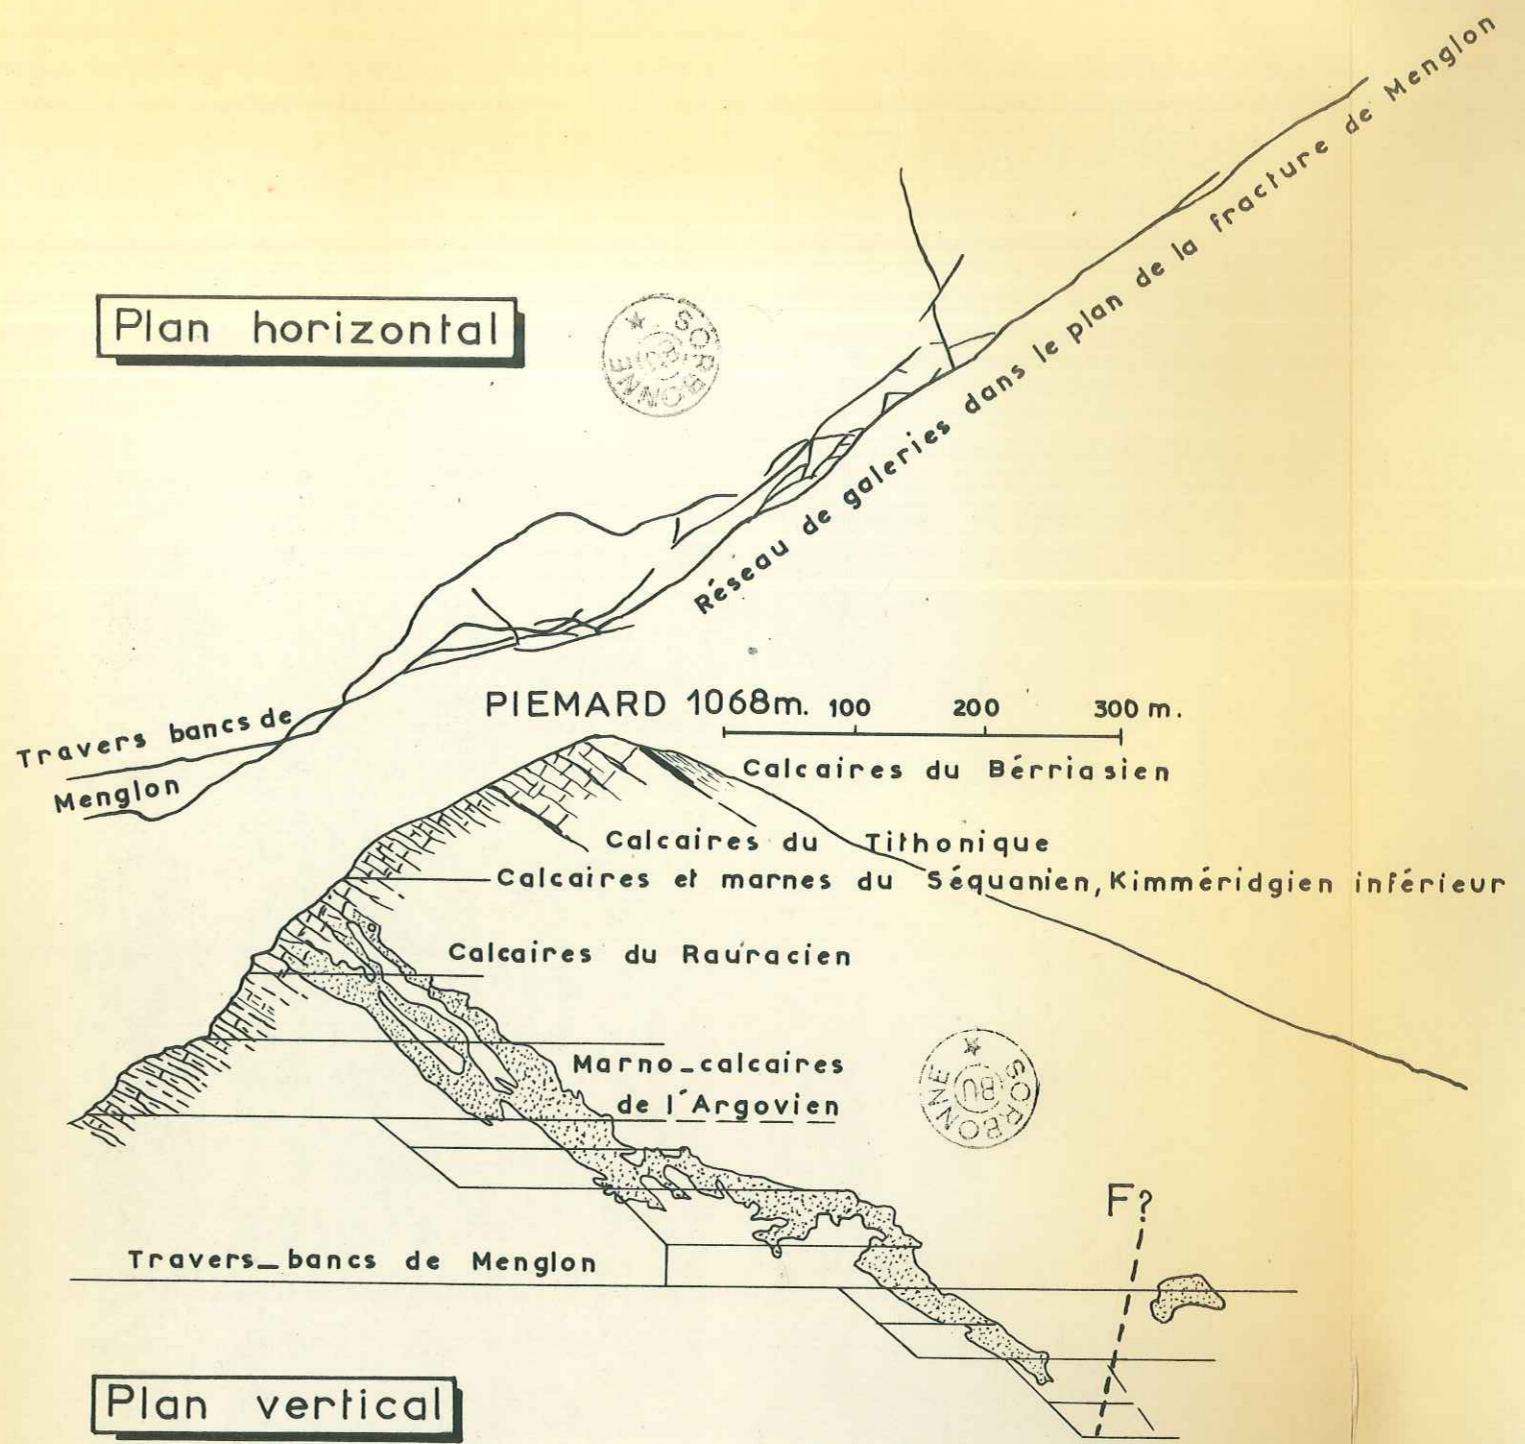 Réseau de galeries dans le plan de la fracture de Menglon
Plan horizontal
SORBONNE
BU
Travers bancs de
Menglon
PIEMARD 1068m.
100 200 300 m.
Calcaires du Bérriasien
Calcaires du Tithonique
Calcaires et marnes du Séquanien, Kimméridgien inférieur
Calcaires du Rauracien
Marno_calcaires
de l'Argovien
SORBONNE
BU
F?
Travers_bancs de Menglon
Plan vertical